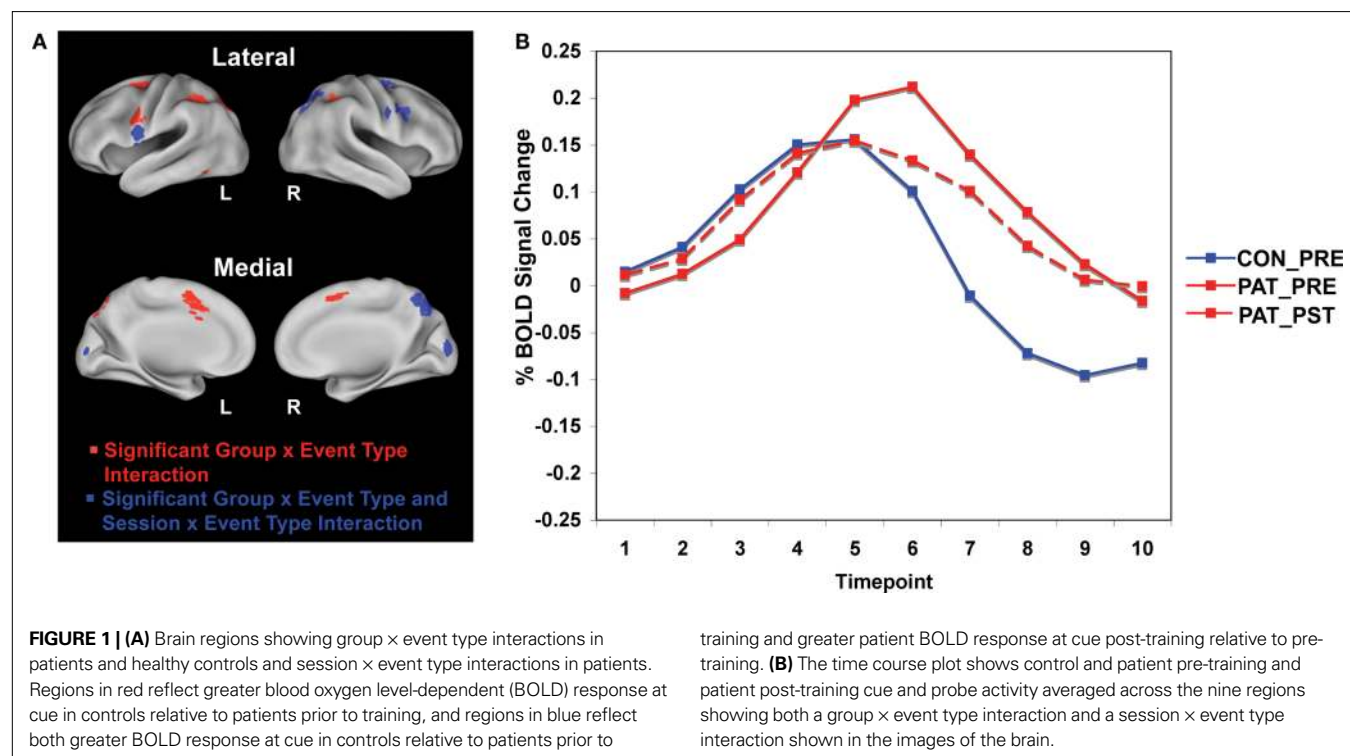 A
Lateral
L R
Medial
L R
Significant Group x Event Type
Interaction
Significant Group x Event Type and
Session x Event Type Interaction
B
% BOLD Signal Change
0.25
0.2
0.15
0.1
0.05
0
-0.05
-0.1
-0.15
-0.2
-0.25
1 2 3 4 5 6 7 8 9 10
Timepoint
CON_PRE
PAT_PRE
PAT_PST
FIGURE 1 | (A) Brain regions showing group × event type interactions in
patients and healthy controls and session × event type interactions in patients.
Regions in red reflect greater blood oxygen level-dependent (BOLD) response at
cue in controls relative to patients prior to training, and regions in blue reflect
both greater BOLD response at cue in controls relative to patients prior to
training and greater patient BOLD response at cue post-training relative to pre-
training. (B) The time course plot shows control and patient pre-training and
patient post-training cue and probe activity averaged across the nine regions
showing both a group × event type interaction and a session × event type
interaction shown in the images of the brain.